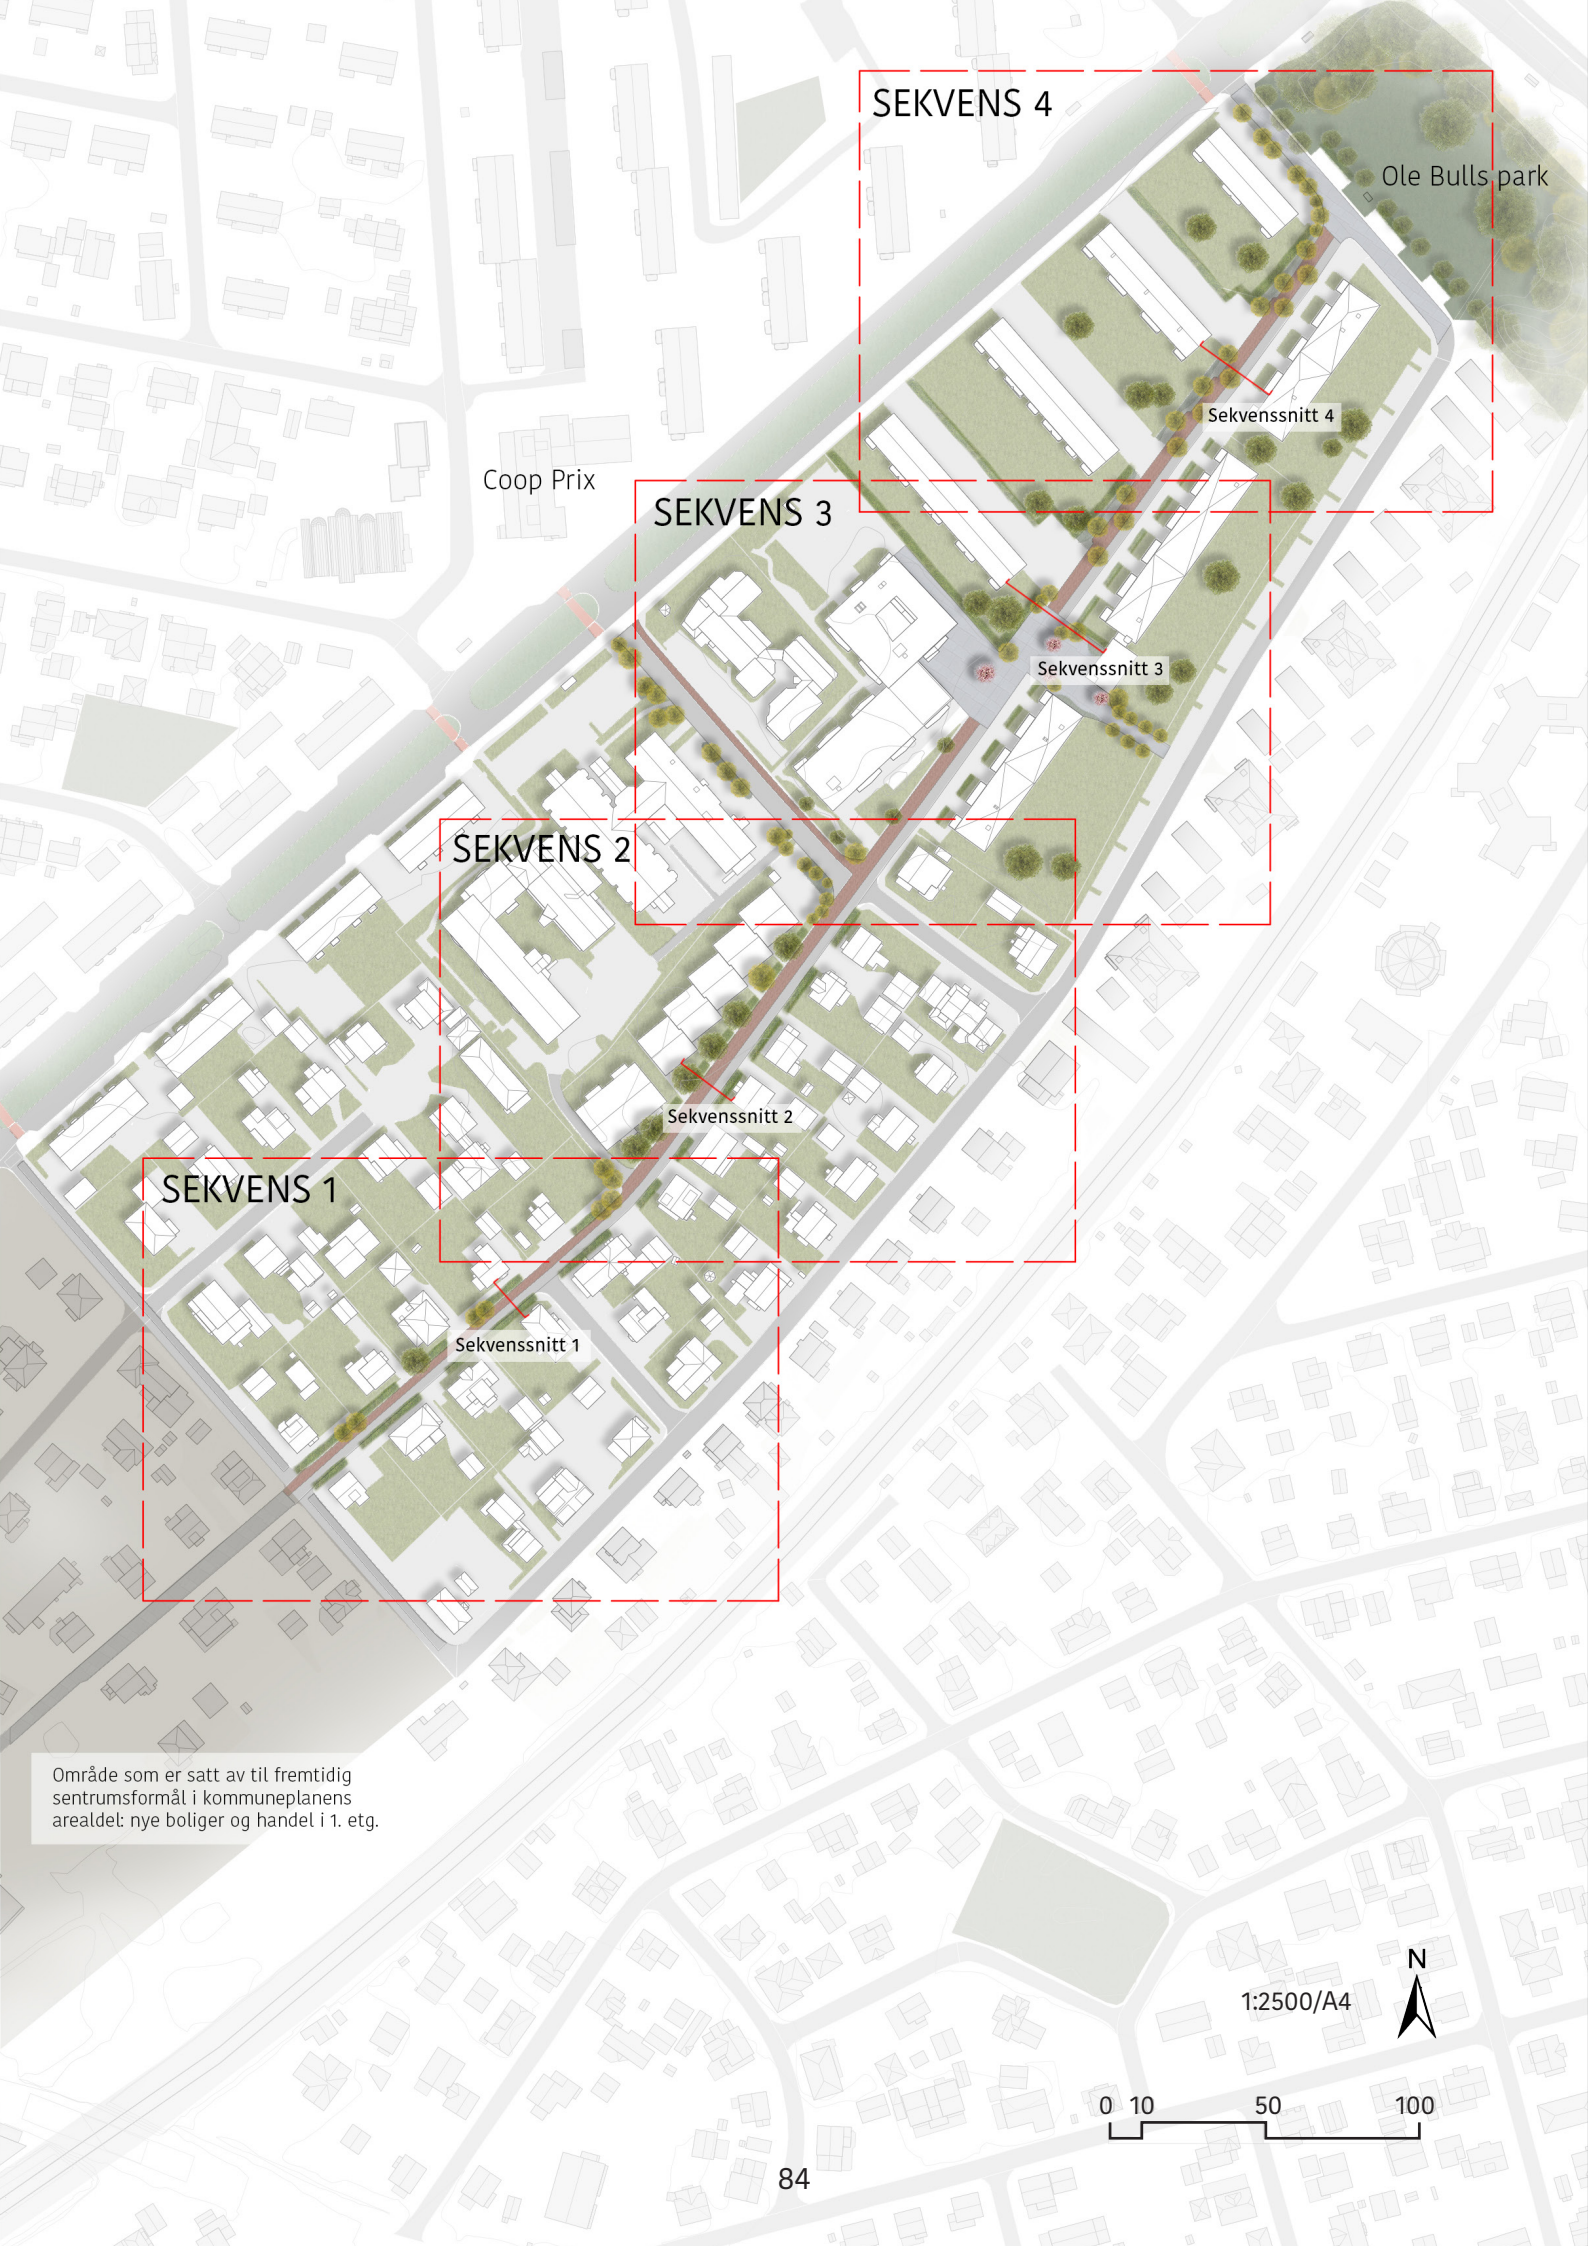 SEKVENS 4
Ole Bulls park
Sekvenssnitt 4
Coop Prix
SEKVENS 3
Sekvenssnitt 3
SEKVENS 2
Sekvenssnitt 2
SEKVENS 1
Sekvenssnitt 1
Område som er satt av til fremtidig
sentrumsformål i kommuneplanens
arealdel: nye boliger og handel i 1. etg.
N
1:2500/A4
0 10 50 100
84